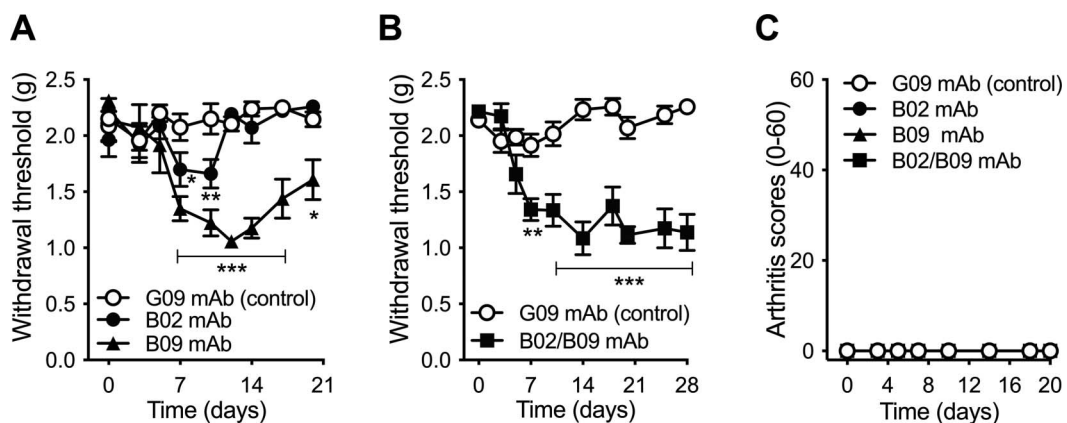 A
Withdrawal threshold (g)
2.5
2.0
1.5
1.0
0.5
0.0
*
**
***
*
G09 mAb (control)
B02 mAb
B09 mAb
0 7 14 21
Time (days)
B
Withdrawal threshold (g)
2.5
2.0
1.5
1.0
0.5
0.0
**
***
G09 mAb (control)
B02/B09 mAb
0 7 14 21 28
Time (days)
C
Arthritis scores (0-60)
60
40
20
0
G09 mAb (control)
B02 mAb
B09 mAb
B02/B09 mAb
0 4 8 12 16 20
Time (days)